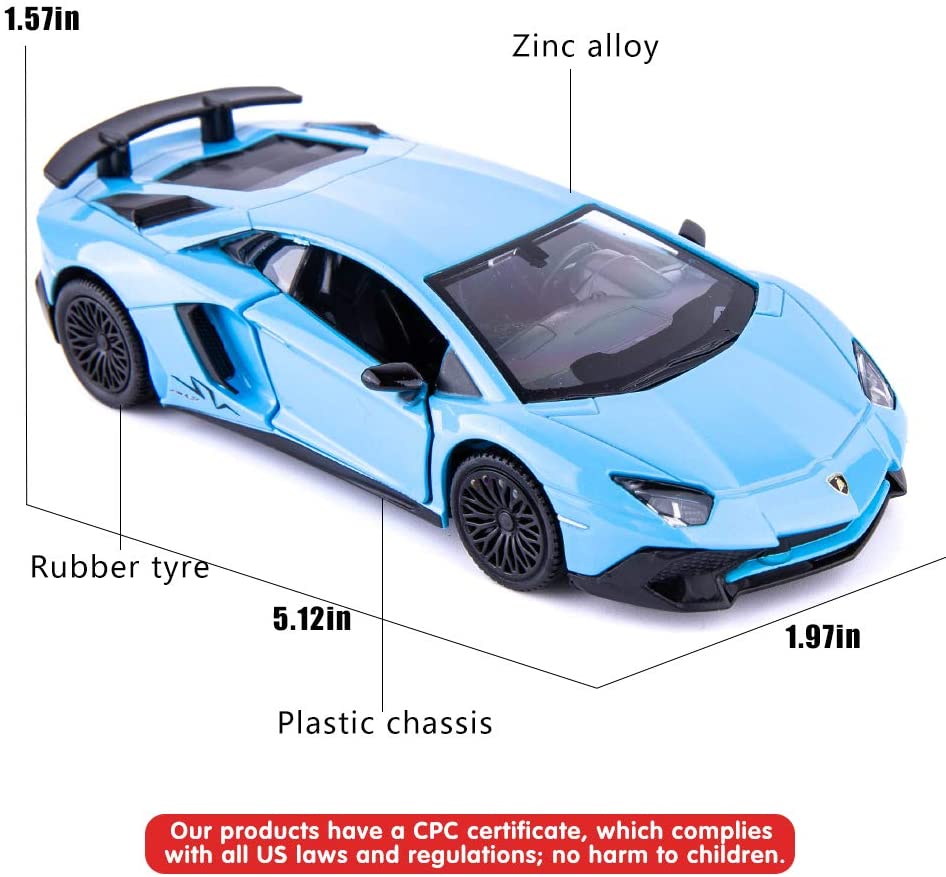 1.57in
Zinc alloy
Rubber tyre
5.12in
1.97in
Plastic chassis
Our products have a CPC certificate, which complies
with all US laws and regulations; no harm to children.